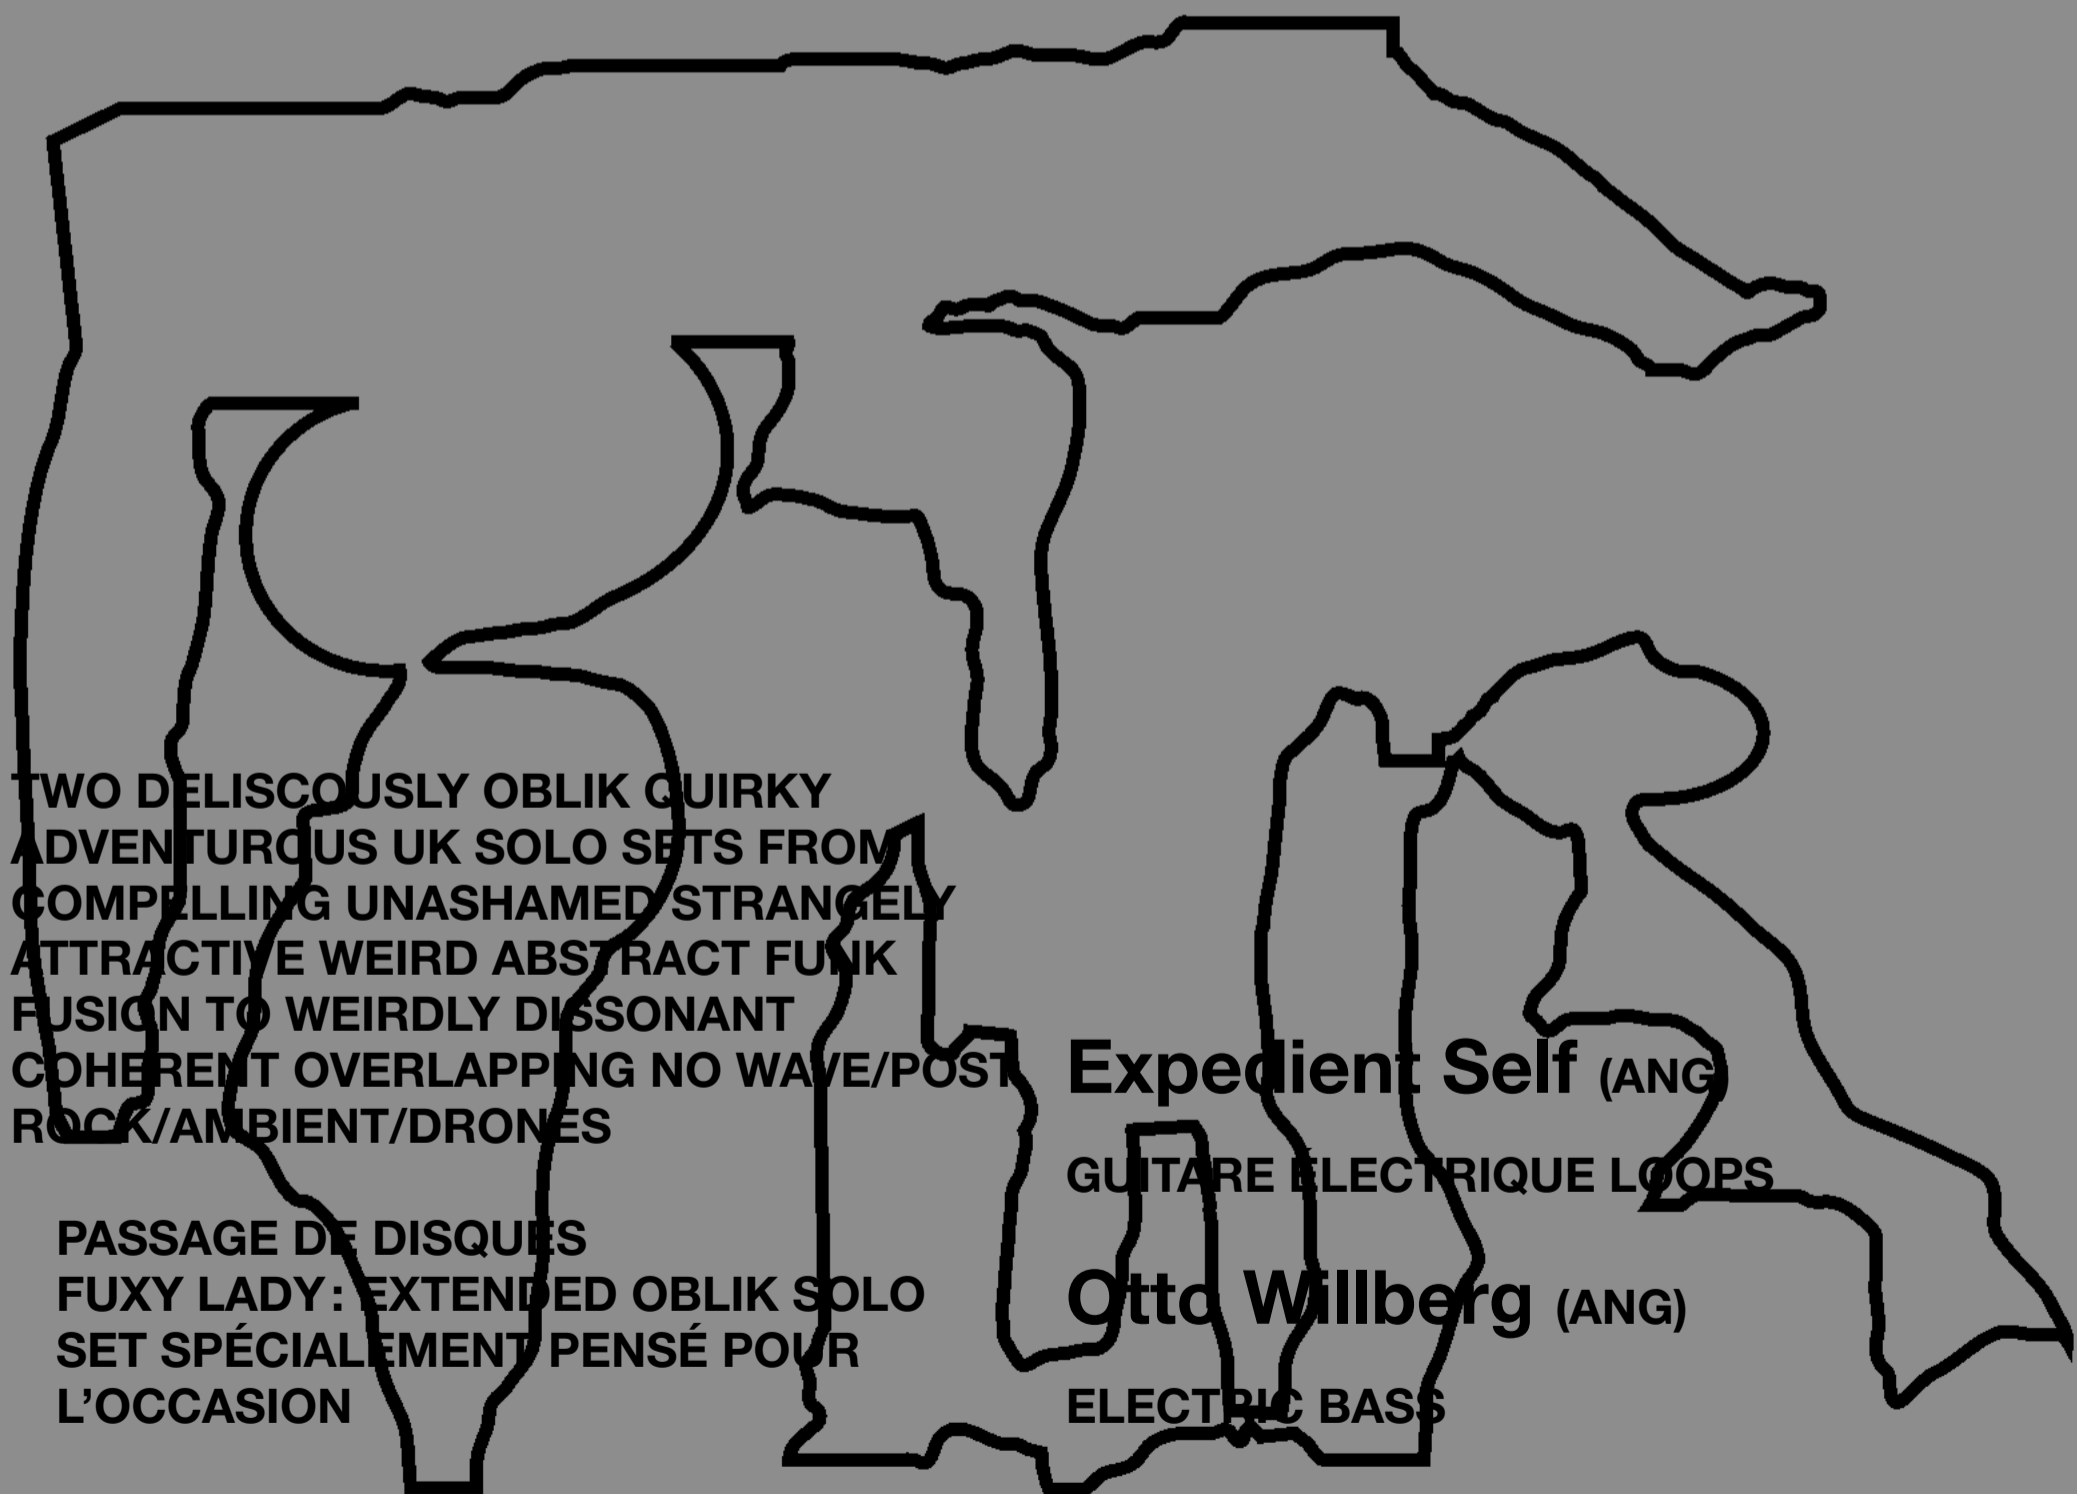 TWO DELISCOUSLY OBLIK QUIRKY
ADVENTUROUS UK SOLO SETS FROM
COMPELLING UNASHAMED STRANGELY
ATTRACTIVE WEIRD ABSTRACT FUNK
FUSION TO WEIRDLY DISSONANT
COHERENT OVERLAPPING NO WAVE/POST
ROCK/AMBIENT/DRONES
PASSAGE DE DISQUES
FUXY LADY: EXTENDED OBLIK SOLO
SET SPÉCIALEMENT PENSÉ POUR
L’OCCASION
Expedient Self (ANG)
GUITARE ELECTRIQUE LOOPS
Otto Willberg (ANG)
ELECTRIC BASS